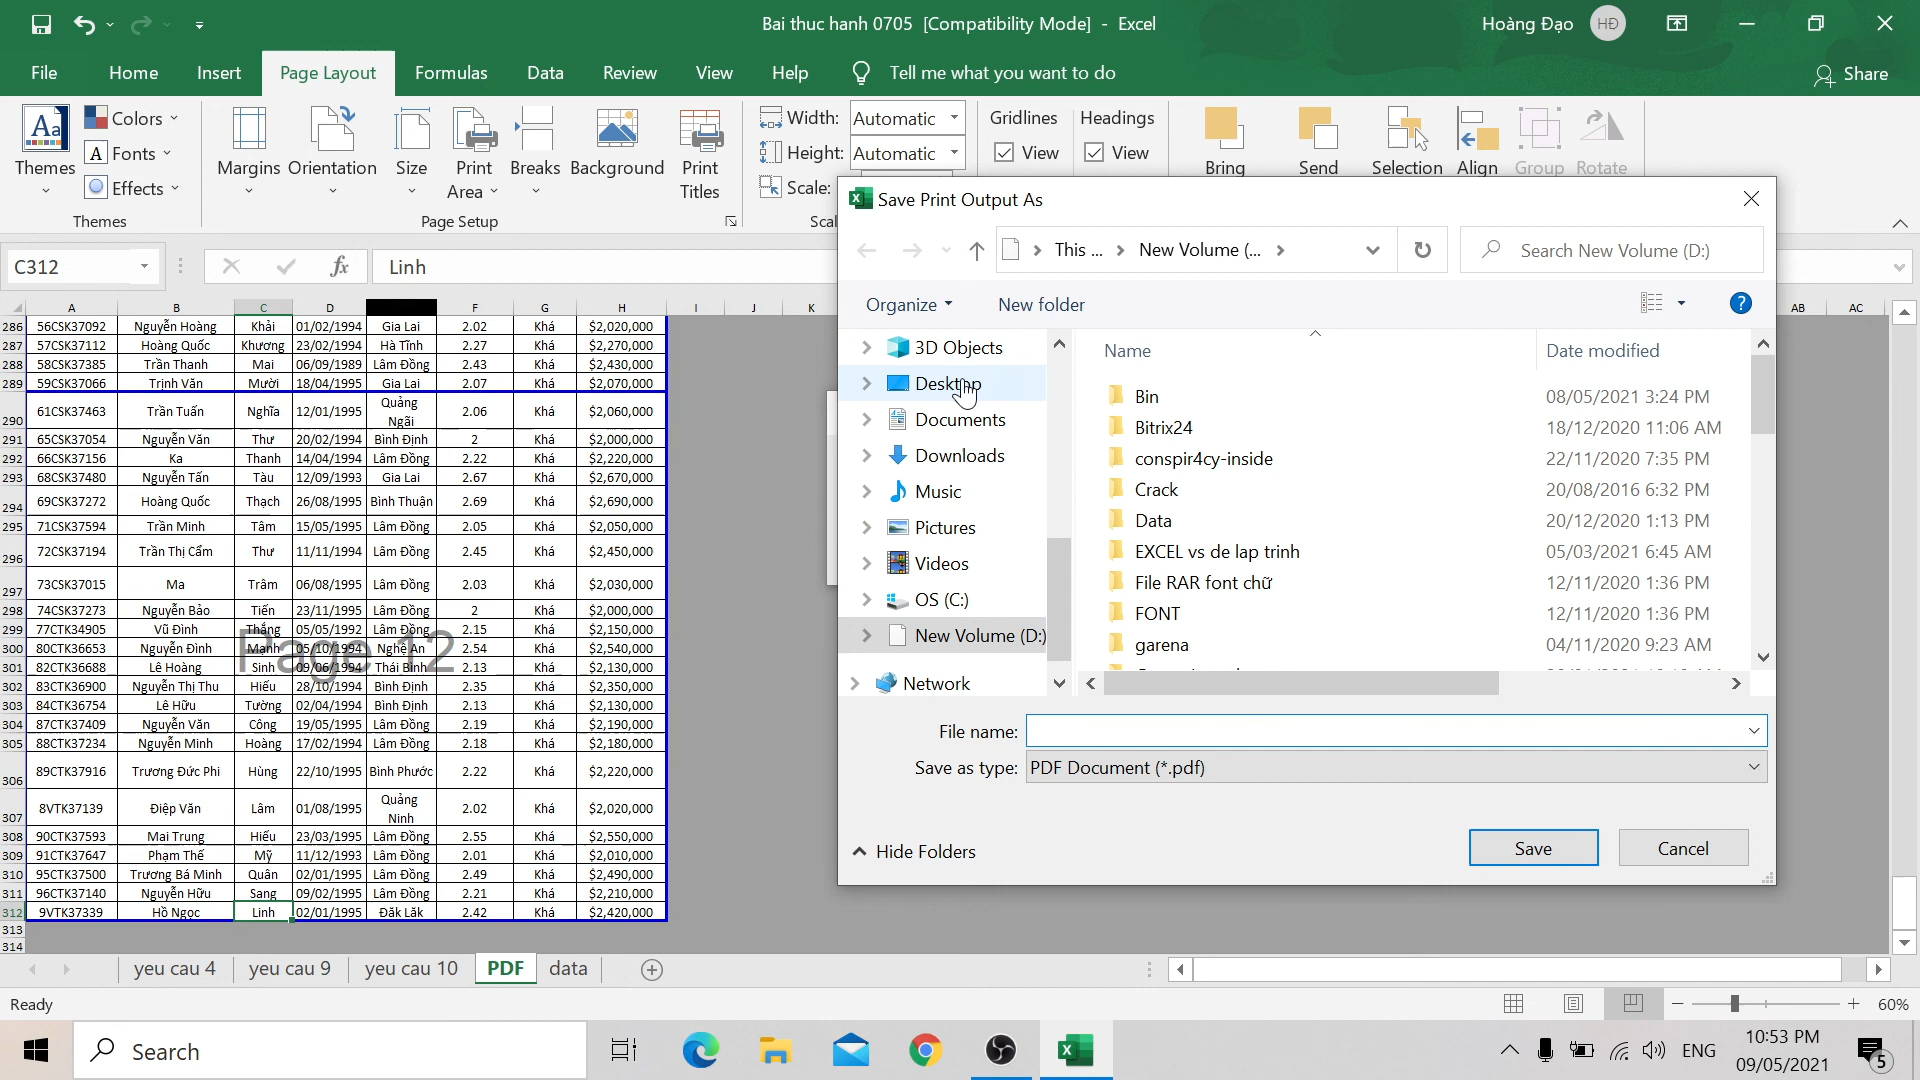 Bai thuc hanh 0705 [Compatibility Mode] - Excel
Hoàng Đạo HĐ
File Home Insert Page Layout Formulas Data Review View Help Tell me what you want to do Share
Themes
Colors
Fonts
Effects
Themes
Margins Orientation Size Print Area Breaks Background Print Titles
Page Setup
Width: Automatic
Height: Automatic
Scale:
Scal
Gridlines
View
Headings
View
Bring Send Selection Align Group Rotate
C312
fx Linh
A B C D F G H I J K AB AC
286 56CSK37092 Nguyễn Hoàng Khải 01/02/1994 Gia Lai 2.02 Khá $2,020,000
287 57CSK37112 Hoàng Quốc Khương 23/02/1994 Hà Tĩnh 2.27 Khá $2,270,000
288 58CSK37385 Trần Thanh Mai 06/09/1989 Lâm Đồng 2.43 Khá $2,430,000
289 59CSK37066 Trịnh Văn Mười 18/04/1995 Gia Lai 2.07 Khá $2,070,000
290 61CSK37463 Trần Tuấn Nghĩa 12/01/1995 Quảng Ngãi 2.06 Khá $2,060,000
291 65CSK37054 Nguyễn Văn Thư 20/02/1994 Bình Định 2 Khá $2,000,000
292 66CSK37156 Ka Thanh 14/04/1994 Lâm Đồng 2.22 Khá $2,220,000
293 68CSK37480 Nguyễn Tấn Tàu 12/09/1993 Gia Lai 2.67 Khá $2,670,000
294 69CSK37272 Hoàng Quốc Thạch 26/08/1995 Bình Thuận 2.69 Khá $2,690,000
295 71CSK37594 Trần Minh Tâm 15/05/1995 Lâm Đồng 2.05 Khá $2,050,000
296 72CSK37194 Trần Thị Cẩm Thư 11/11/1994 Lâm Đồng 2.45 Khá $2,450,000
297 73CSK37015 Ma Trâm 06/08/1995 Lâm Đồng 2.03 Khá $2,030,000
298 74CSK37273 Nguyễn Bảo Tiến 23/11/1995 Lâm Đồng 2 Khá $2,000,000
299 77CTK34905 Vũ Đình Thắng 05/05/1992 Lâm Đồng 2.15 Khá $2,150,000
300 80CTK36653 Nguyễn Đình Mạnh 05/10/1994 Nghệ An 2.54 Khá $2,540,000
301 82CTK36688 Lê Hoàng Sinh 09/06/1994 Thái Bình 2.13 Khá $2,130,000
302 83CTK36900 Nguyễn Thị Thu Hiếu 28/10/1994 Bình Định 2.35 Khá $2,350,000
303 84CTK36754 Lê Hữu Tường 02/04/1994 Bình Định 2.13 Khá $2,130,000
304 87CTK37409 Nguyễn Văn Công 19/05/1995 Lâm Đồng 2.19 Khá $2,190,000
305 88CTK37234 Nguyễn Minh Hoàng 17/02/1994 Lâm Đồng 2.18 Khá $2,180,000
306 89CTK37916 Trương Đức Phi Hùng 22/10/1995 Bình Phước 2.22 Khá $2,220,000
307 8VTK37139 Điệp Văn Lâm 01/08/1995 Quảng Ninh 2.02 Khá $2,020,000
308 90CTK37593 Mai Trung Hiếu 23/03/1995 Lâm Đồng 2.55 Khá $2,550,000
309 91CTK37647 Phạm Thế Mỹ 11/12/1993 Lâm Đồng 2.01 Khá $2,010,000
310 95CTK37500 Trương Bá Minh Quân 02/01/1995 Lâm Đồng 2.49 Khá $2,490,000
311 96CTK37140 Nguyễn Hữu Sang 09/02/1995 Lâm Đồng 2.21 Khá $2,210,000
312 9VTK37339 Hồ Ngọc Linh 02/01/1995 Đăk Lăk 2.42 Khá $2,420,000
313
314
Page 12
Save Print Output As
This ... New Volume (...
Search New Volume (D:)
Organize New folder
3D Objects
Desktop
Documents
Downloads
Music
Pictures
Videos
OS (C:)
New Volume (D:)
Network
Name Date modified
Bin 08/05/2021 3:24 PM
Bitrix24 18/12/2020 11:06 AM
conspir4cy-inside 22/11/2020 7:35 PM
Crack 20/08/2016 6:32 PM
Data 20/12/2020 1:13 PM
EXCEL vs de lap trinh 05/03/2021 6:45 AM
File RAR font chữ 12/11/2020 1:36 PM
FONT 12/11/2020 1:36 PM
garena 04/11/2020 9:23 AM
File name:
Save as type: PDF Document (*.pdf)
Hide Folders
Save Cancel
yeu cau 4 yeu cau 9 yeu cau 10 PDF data
Ready
60%
Search
ENG
10:53 PM
09/05/2021
5